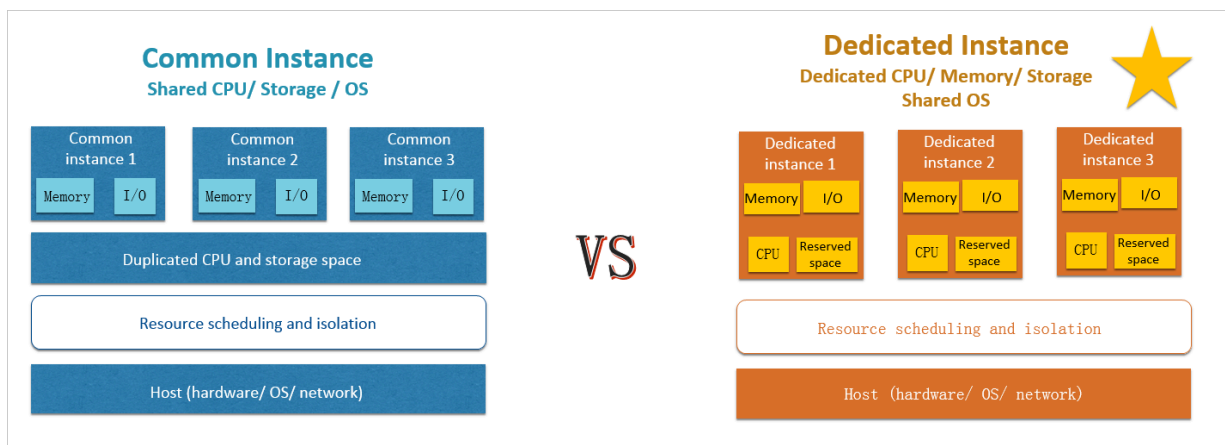 Common Instance
Shared CPU/ Storage / OS
Common
instance 1
Memory
I/O
Common
instance 2
Memory
I/O
Common
instance 3
Memory
I/O
Duplicated CPU and storage space
Resource scheduling and isolation
Host (hardware/ OS/ network)
VS
Dedicated Instance
Dedicated CPU/ Memory/ Storage
Shared OS
Dedicated
instance 1
Memory
I/O
CPU
Reserved
space
Dedicated
instance 2
Memory
I/O
CPU
Reserved
space
Dedicated
instance 3
Memory
I/O
CPU
Reserved
space
Resource scheduling and isolation
Host (hardware/ OS/ network)